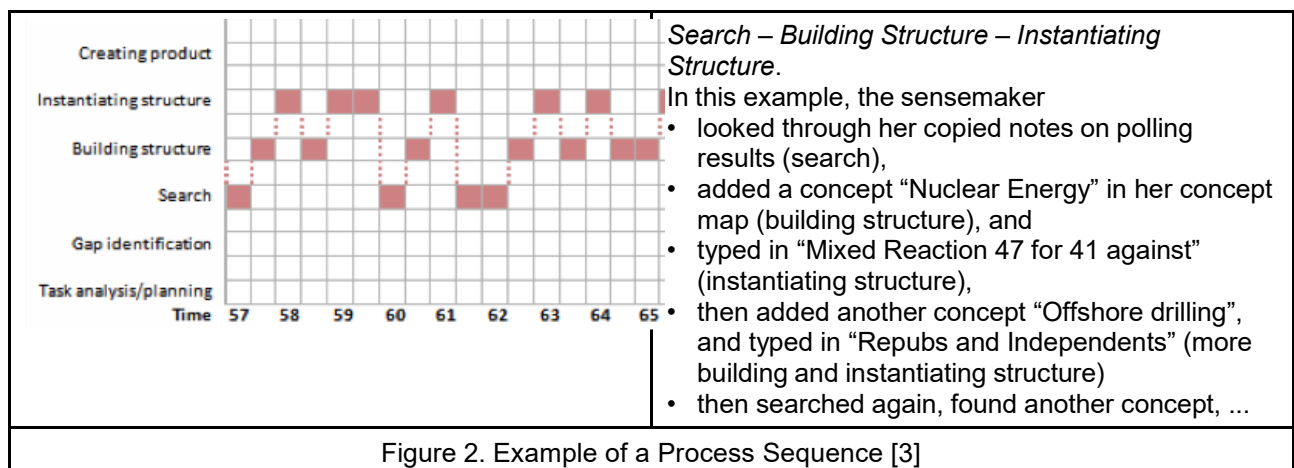 Creating product
Instantiating structure
Building structure
Search
Gap identification
Task analysis/planning
Time 57 58 59 60 61 62 63 64 65
Search – Building Structure – Instantiating
Structure.
In this example, the sensemaker
• looked through her copied notes on polling
results (search),
• added a concept “Nuclear Energy” in her concept
map (building structure), and
• typed in “Mixed Reaction 47 for 41 against”
(instantiating structure),
• then added another concept “Offshore drilling”,
and typed in “Repubs and Independents” (more
building and instantiating structure)
• then searched again, found another concept, ...
Figure 2. Example of a Process Sequence [3]